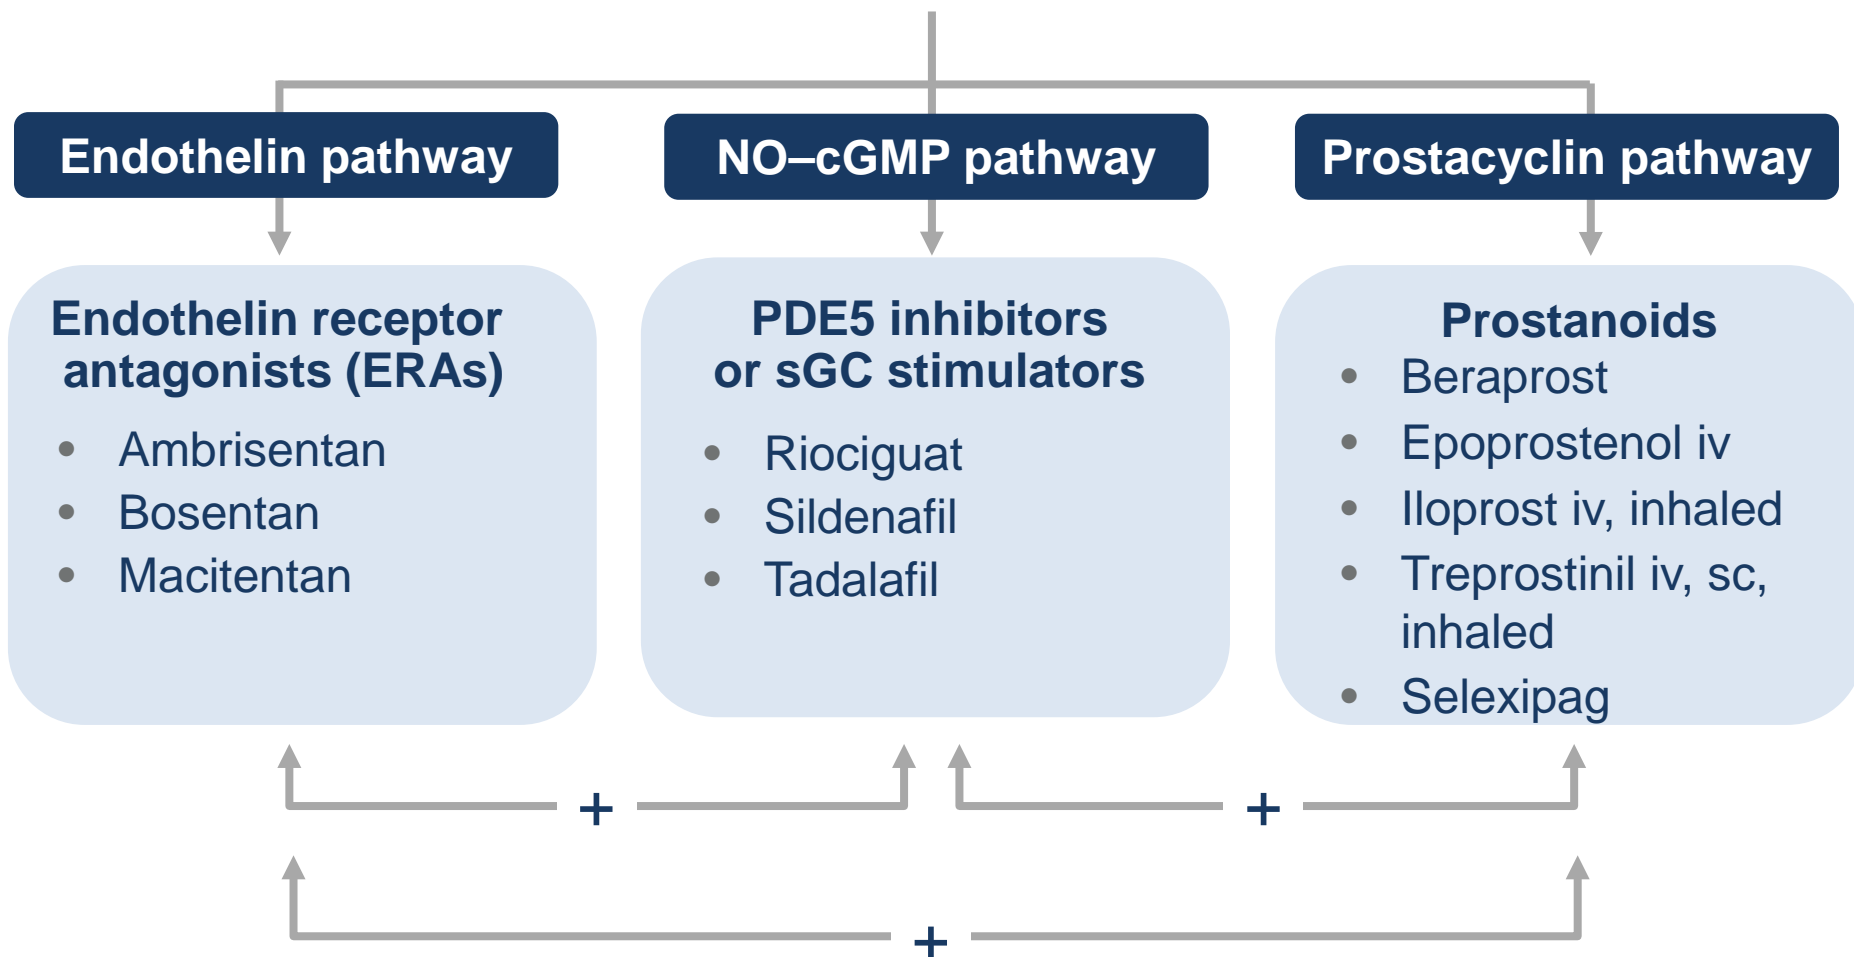 Endothelin pathway
NO–cGMP pathway
Prostacyclin pathway
Endothelin receptor
antagonists (ERAs)
• Ambrisentan
• Bosentan
• Macitentan
PDE5 inhibitors
or sGC stimulators
• Riociguat
• Sildenafil
• Tadalafil
Prostanoids
• Beraprost
• Epoprostenol iv
• Iloprost iv, inhaled
• Treprostinil iv, sc,
inhaled
• Selexipag
+
+
+